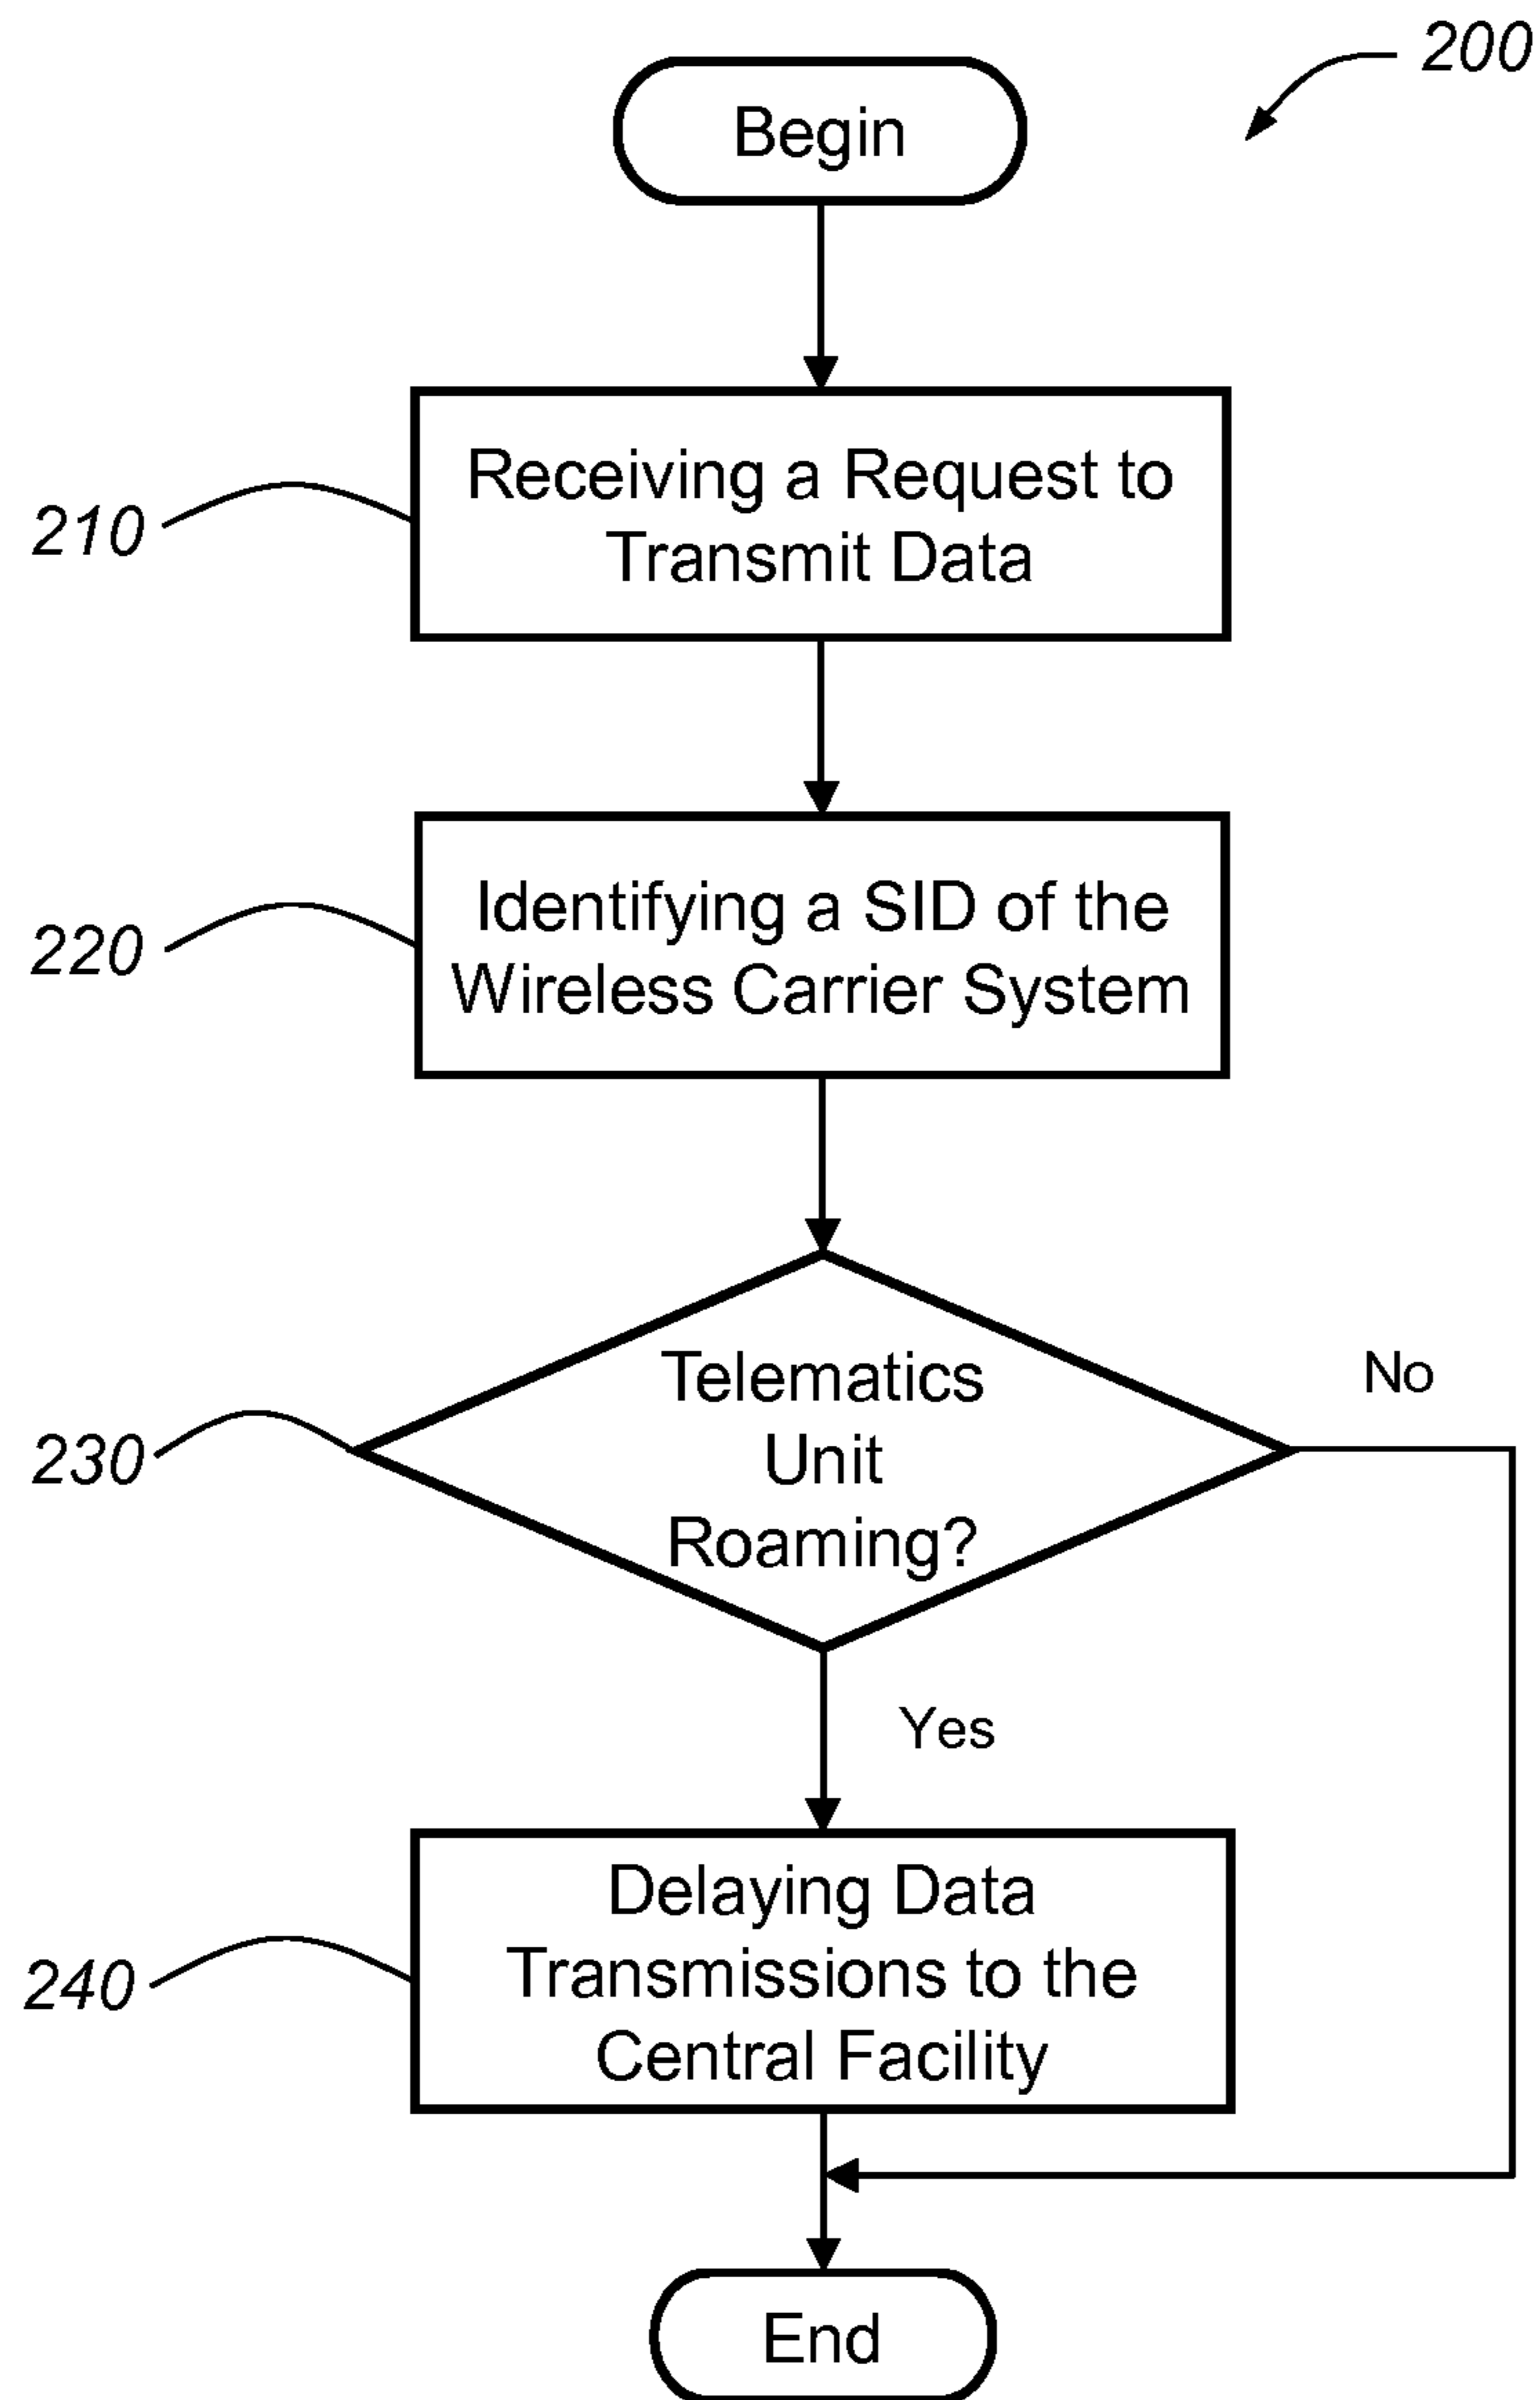 200
Begin
210
Receiving a Request to
Transmit Data
220
Identifying a SID of the
Wireless Carrier System
230
Telematics
Unit
Roaming?
No
Yes
240
Delaying Data
Transmissions to the
Central Facility
End